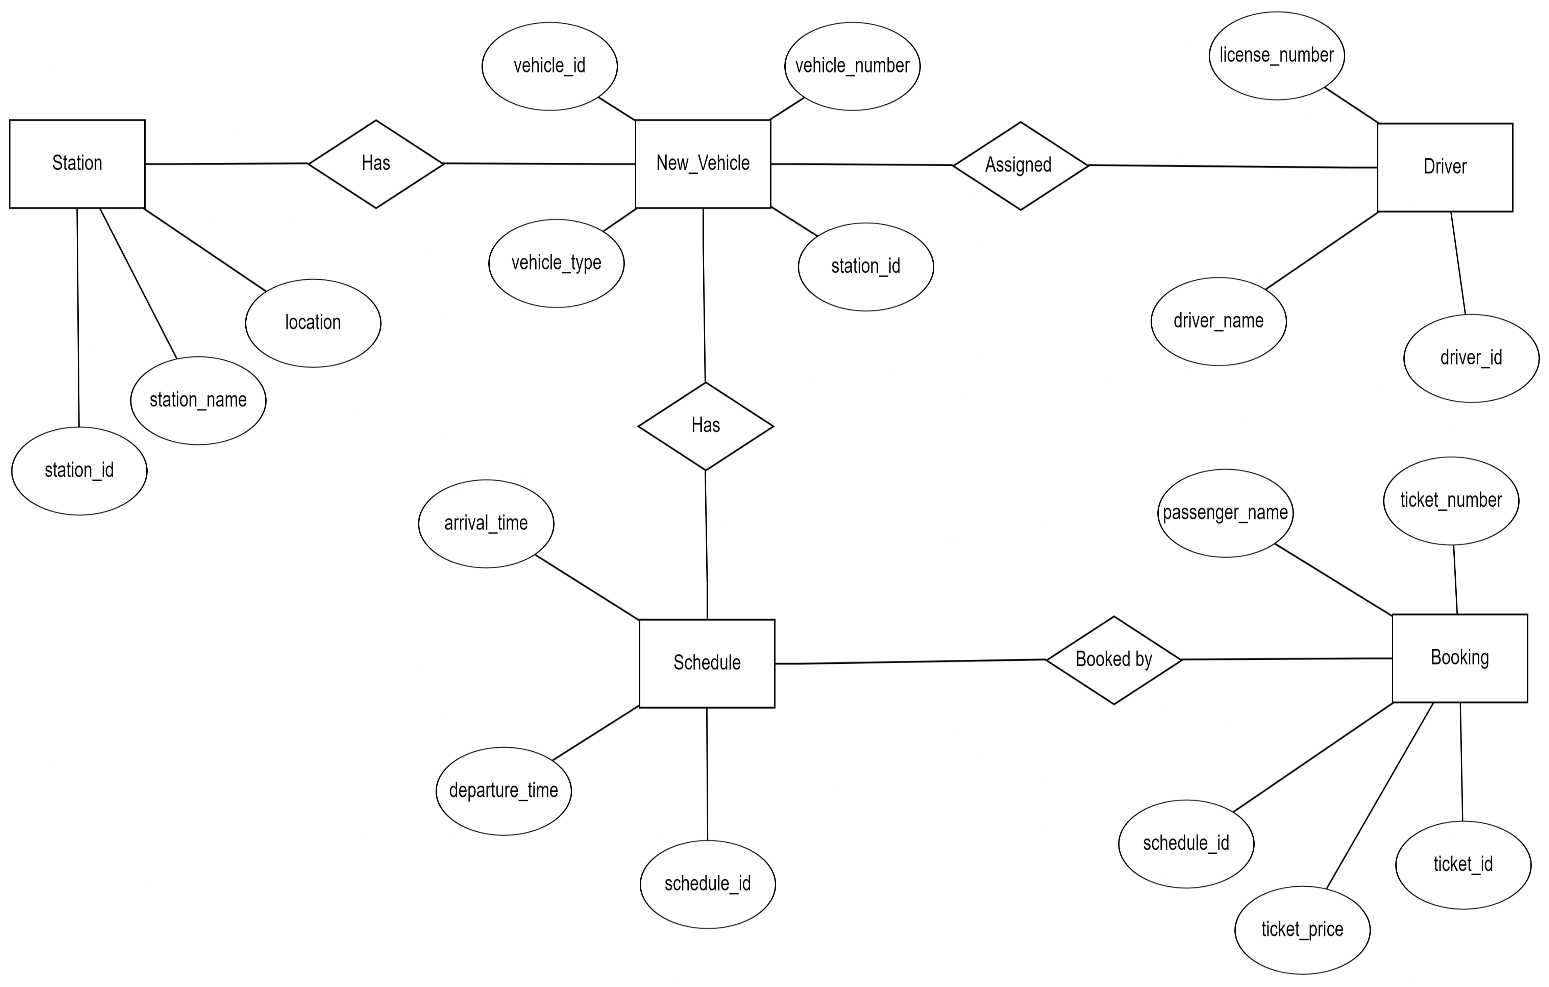 license_number
vehicle_id
vehicle_number
Station
Has
New_Vehicle
Assigned
Driver
vehicle_type
station_id
location
driver_name
driver_id
station_name
Has
station_id
arrival_time
passenger_name
ticket_number
Schedule
Booked by
Booking
departure_time
schedule_id
schedule_id
ticket_id
ticket_price